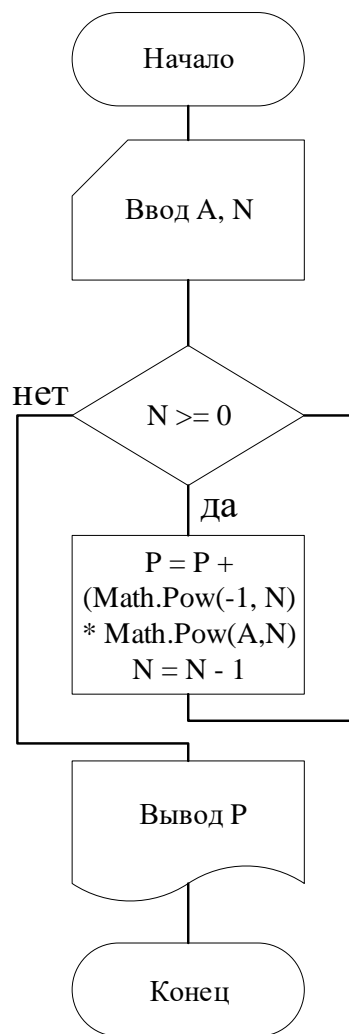 Начало
Ввод A, N
нет
N >= 0
да
P = P +
(Math.Pow(-1, N)
* Math.Pow(A,N)
N = N - 1
Вывод P
Конец